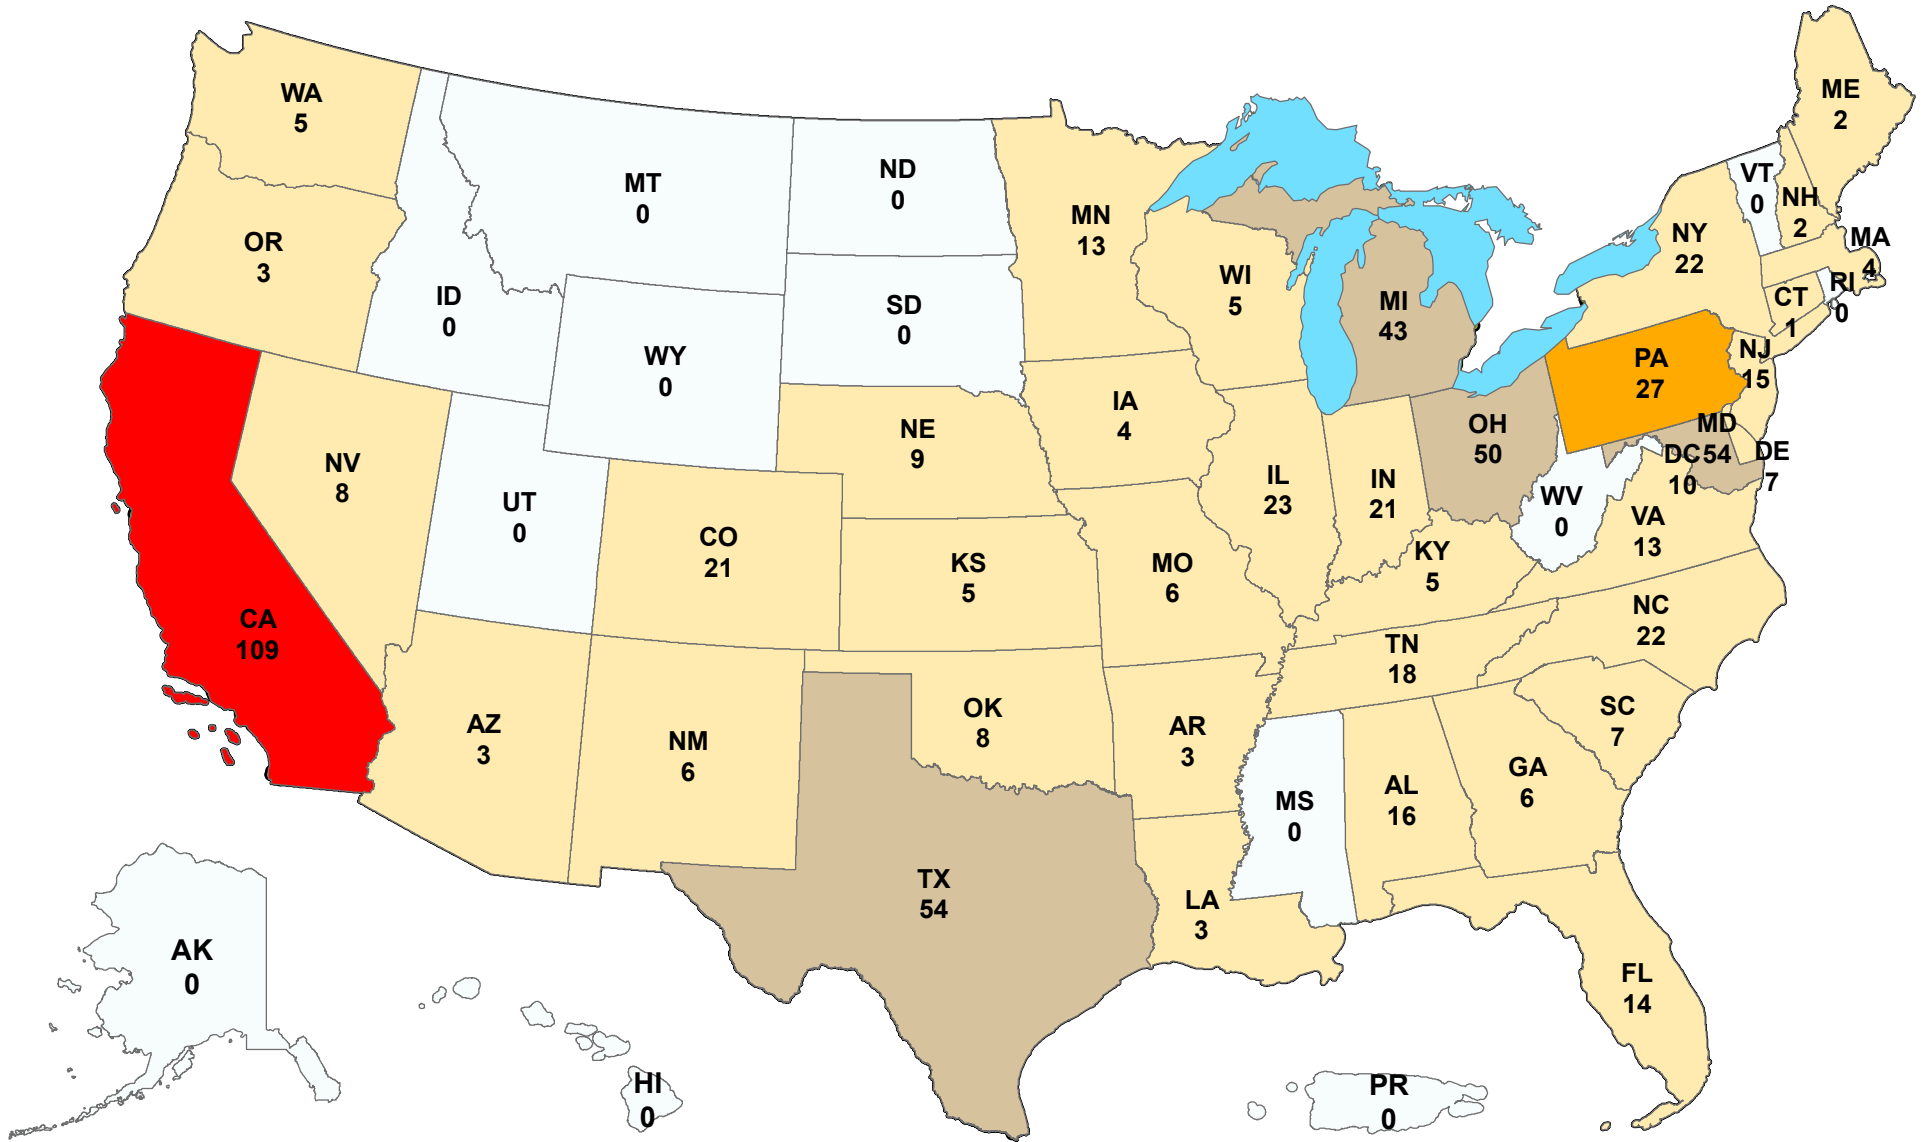 WA
5
OR
3
CA
109
NV
8
ID
0
MT
0
WY
0
UT
0
AZ
3
CO
21
NM
6
ND
0
SD
0
NE
9
KS
5
OK
8
TX
54
MN
13
IA
4
MO
6
AR
3
LA
3
WI
5
IL
23
MS
0
MI
43
IN
21
OH
50
KY
5
TN
18
AL
16
GA
6
FL
14
SC
7
NC
22
VA
13
WV
0
PA
27
NY
22
VT
0
NH
2
ME
2
MA
4
RI
0
CT
1
NJ
15
MD
54
DE
7
DC
10
AK
0
HI
0
PR
0